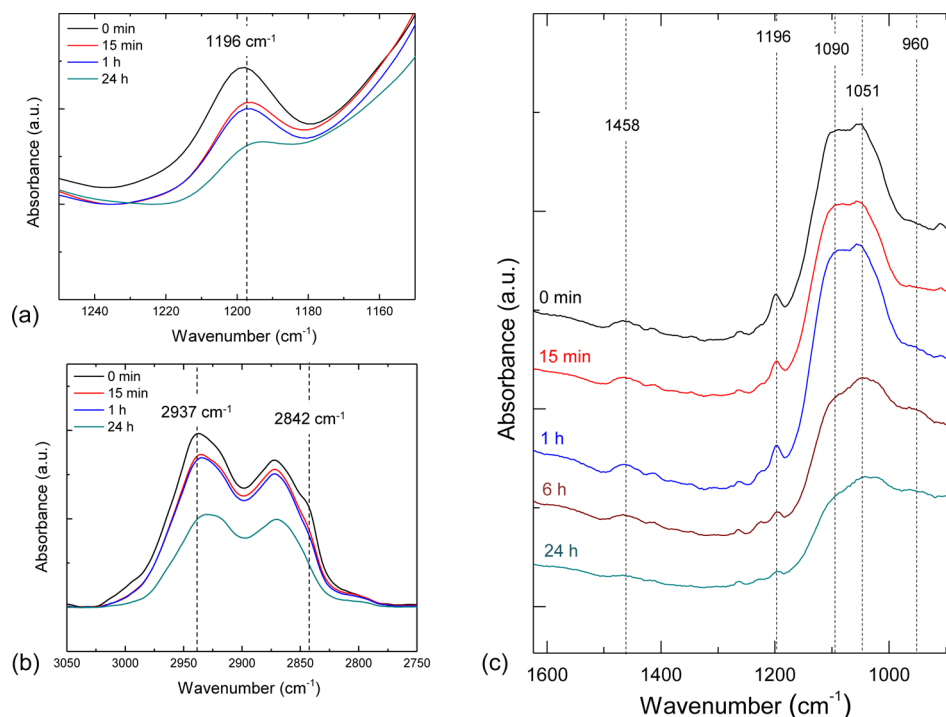 0 min
15 min
1 h
24 h
1196 cm⁻¹
Absorbance (a.u.)
1240 1220 1200 1180 1160
Wavenumber (cm⁻¹)
(a)
0 min
15 min
1 h
24 h
2937 cm⁻¹
2842 cm⁻¹
Absorbance (a.u.)
3050 3000 2950 2900 2850 2800 2750
Wavenumber (cm⁻¹)
(b)
1458
1196
1090
1051
960
0 min
15 min
1 h
6 h
24 h
Absorbance (a.u.)
1600 1400 1200 1000
Wavenumber (cm⁻¹)
(c)